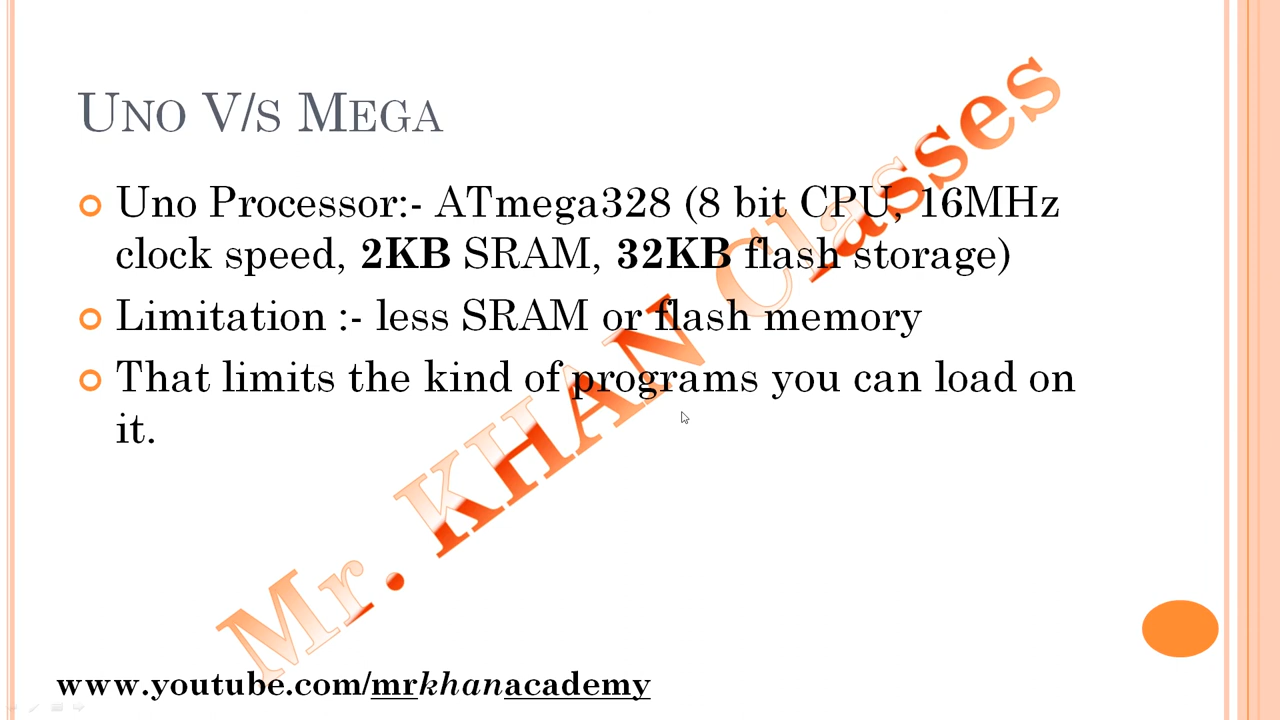 UNO V/S MEGA
Uno Processor:- ATmega328 (8 bit CPU, 16MHz
clock speed, 2KB SRAM, 32KB flash storage)
Limitation :- less SRAM or flash memory
That limits the kind of programs you can load on
it.
Mr. KHAN Classes
www.youtube.com/mrkhanacademy